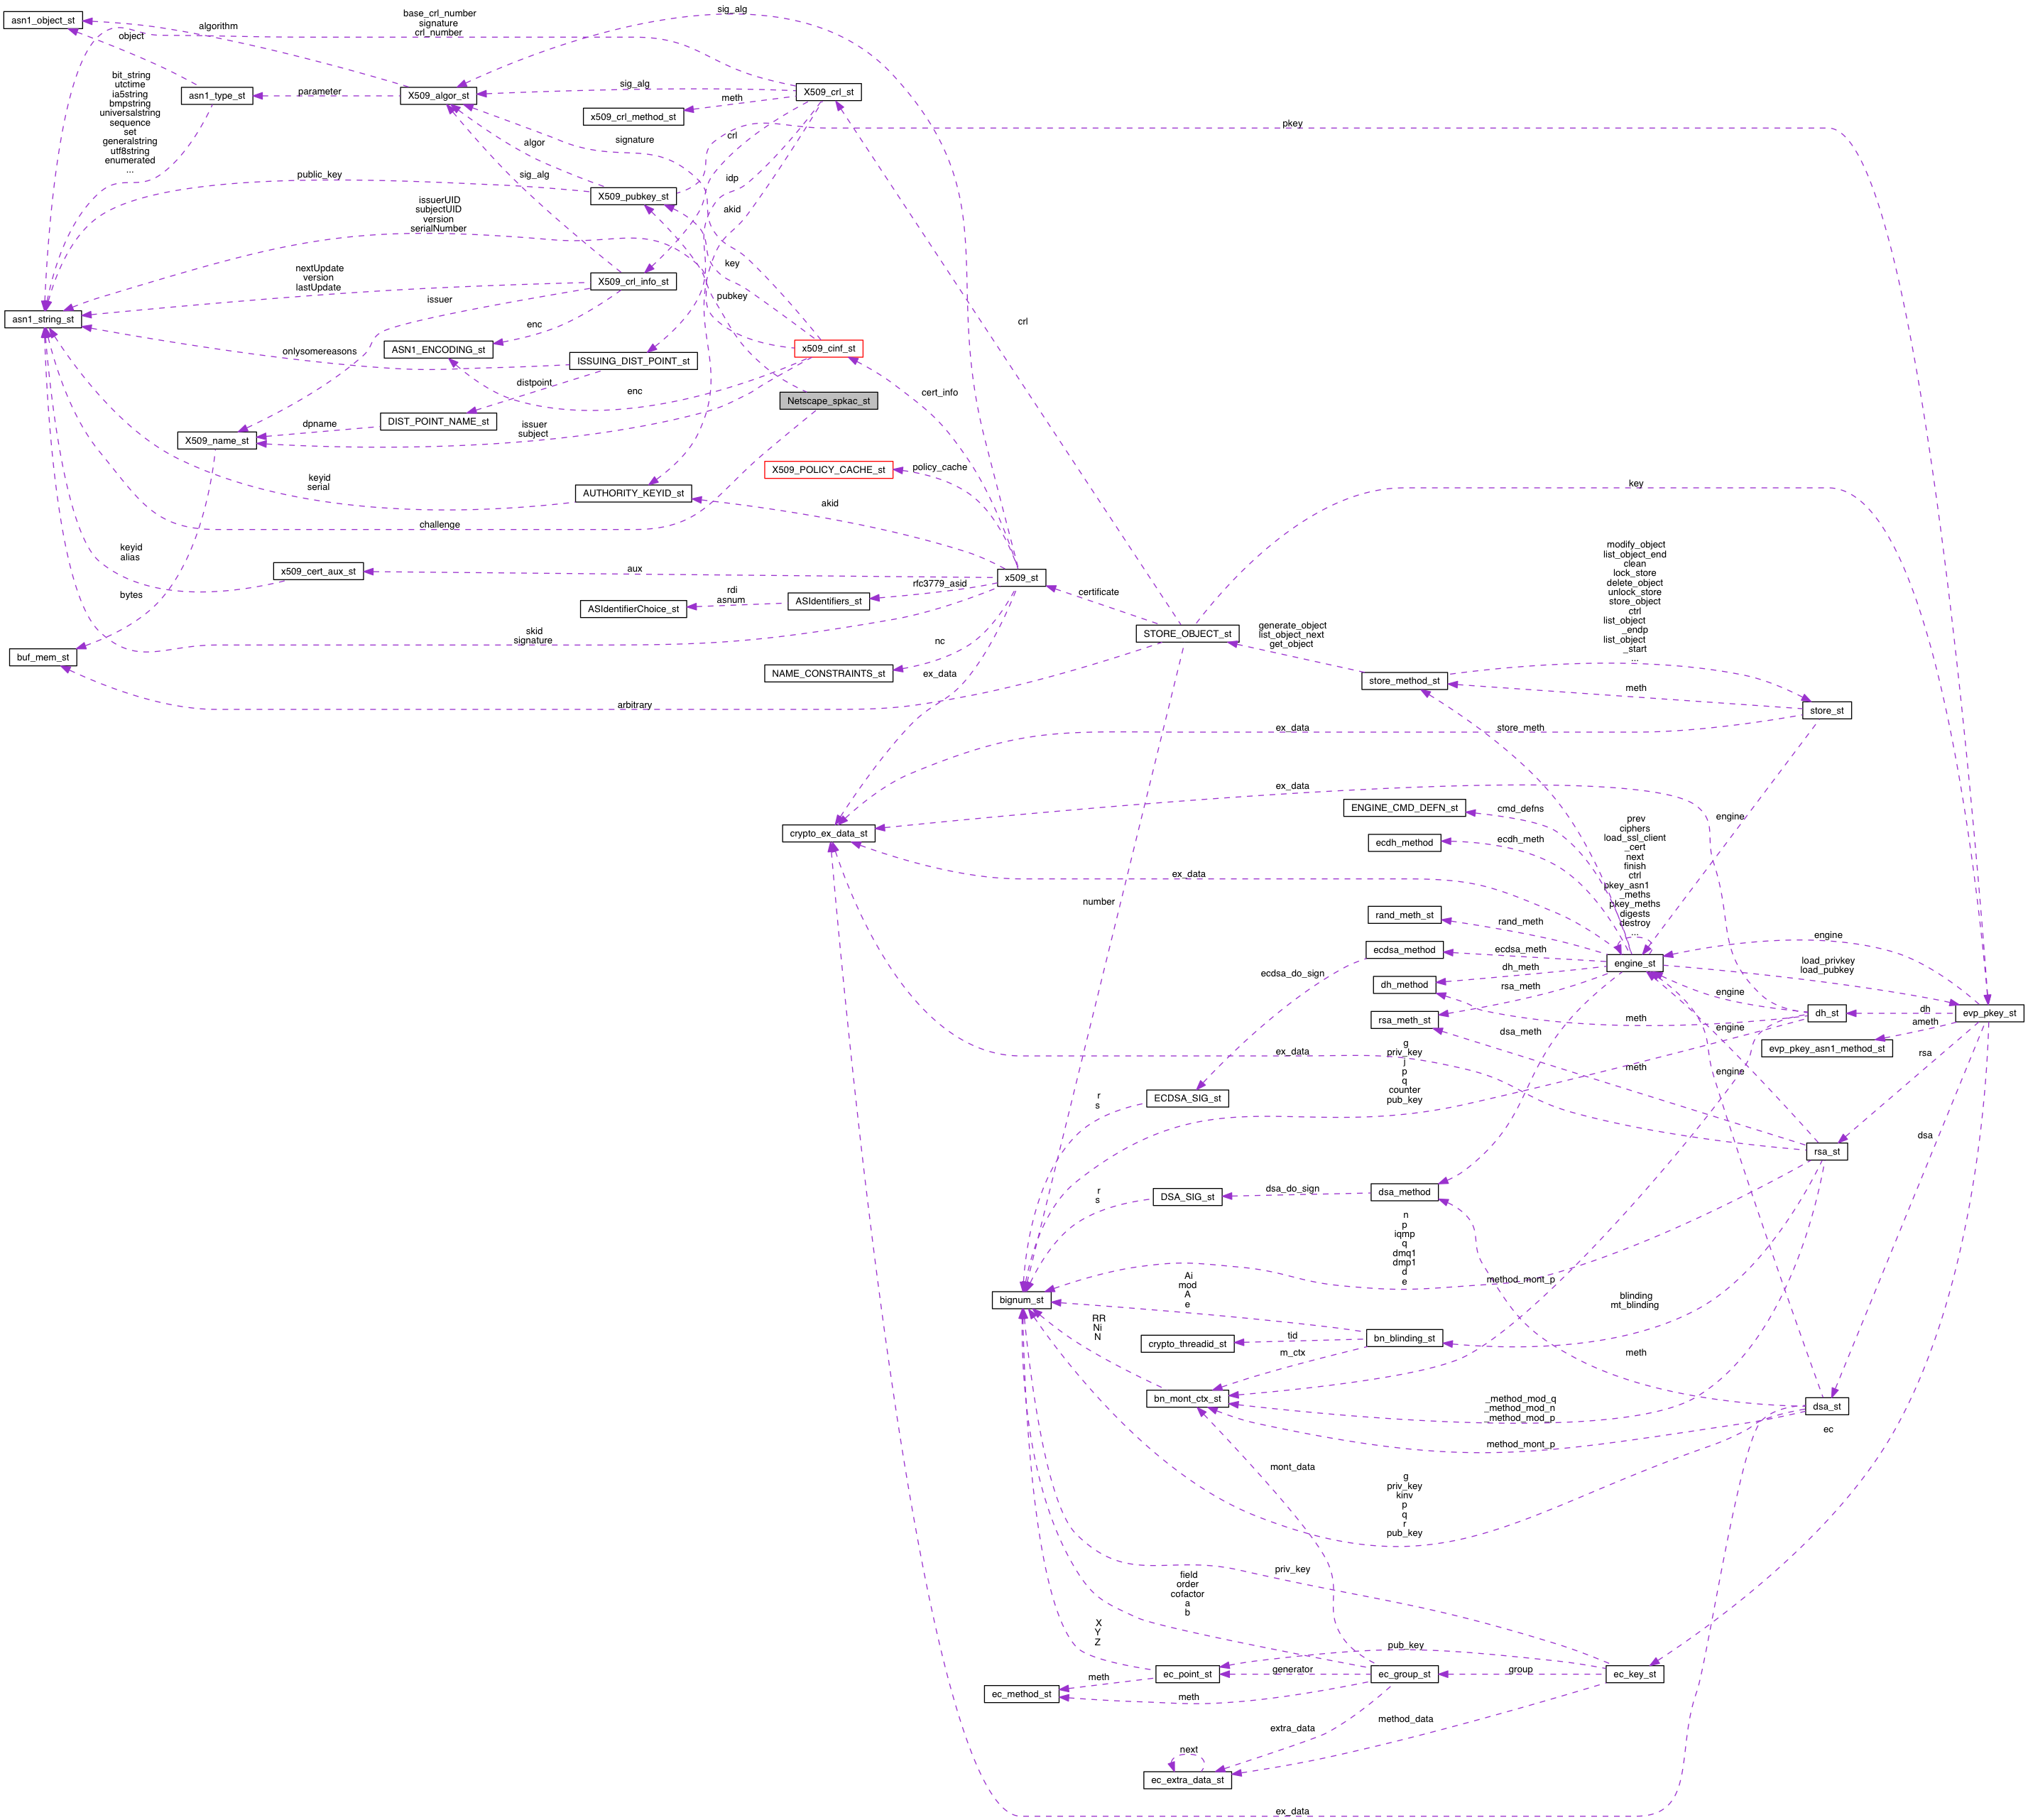 sig_alg
base_crl_number
signature
crl_number
asn1_object_st
algorithm
object
bit_string
utctime
ia5string
bmpstring
universalstring
sequence
set
generalstring
utf8string
enumerated
...
asn1_type_st
parameter
X509_algor_st
sig_alg
X509_crl_st
meth
x509_crl_method_st
pkey
crl
signature
algor
sig_alg
public_key
idp
X509_pubkey_st
issuerUID
subjectUID
version
serialNumber
akid
key
nextUpdate
version
lastUpdate
X509_crl_info_st
issuer
pubkey
asn1_string_st
crl
enc
ASN1_ENCODING_st
x509_cinf_st
onlysomereasons
ISSUING_DIST_POINT_st
distpoint
enc
cert_info
Netscape_spkac_st
DIST_POINT_NAME_st
dpname
issuer
subject
X509_name_st
X509_POLICY_CACHE_st
policy_cache
keyid
serial
AUTHORITY_KEYID_st
akid
key
challenge
keyid
alias
x509_cert_aux_st
aux
x509_st
rfc3779_asid
rdi
asnum
ASIdentifierChoice_st
ASIdentifiers_st
certificate
bytes
skid
signature
STORE_OBJECT_st
generate_object
list_object_next
get_object
modify_object
list_object_end
clean
lock_store
delete_object
unlock_store
store_object
ctrl
list_object
_endp
list_object
_start
...
nc
buf_mem_st
NAME_CONSTRAINTS_st
ex_data
store_method_st
meth
store_st
arbitrary
ex_data
store_meth
ex_data
ENGINE_CMD_DEFN_st
cmd_defns
engine
crypto_ex_data_st
ecdh_method
ecdh_meth
prev
ciphers
load_ssl_client
_cert
next
finish
ctrl
pkey_asn1
_meths
pkey_meths
digests
destroy
...
ex_data
number
rand_meth_st
rand_meth
ecdsa_method
ecdsa_meth
engine_st
engine
load_privkey
load_pubkey
ecdsa_do_sign
dh_method
dh_meth
rsa_meth
engine
dh_st
dh
evp_pkey_st
rsa_meth_st
meth
ameth
dsa_meth
engine
evp_pkey_asn1_method_st
rsa
ex_data
g
priv_key
j
p
q
counter
pub_key
meth
engine
ECDSA_SIG_st
r
s
dsa
rsa_st
DSA_SIG_st
dsa_do_sign
dsa_method
r
s
n
p
iqmp
q
dmq1
dmp1
d
e
method_mont_p
bignum_st
Ai
mod
A
e
blinding
mt_blinding
RR
Ni
N
crypto_threadid_st
tid
bn_blinding_st
m_ctx
meth
bn_mont_ctx_st
_method_mod_q
_method_mod_n
_method_mod_p
dsa_st
ec
method_mont_p
mont_data
g
priv_key
kinv
p
q
r
pub_key
priv_key
field
order
cofactor
a
b
X
Y
Z
pub_key
ec_point_st
generator
ec_group_st
group
ec_key_st
meth
ec_method_st
meth
extra_data
method_data
next
ec_extra_data_st
ex_data